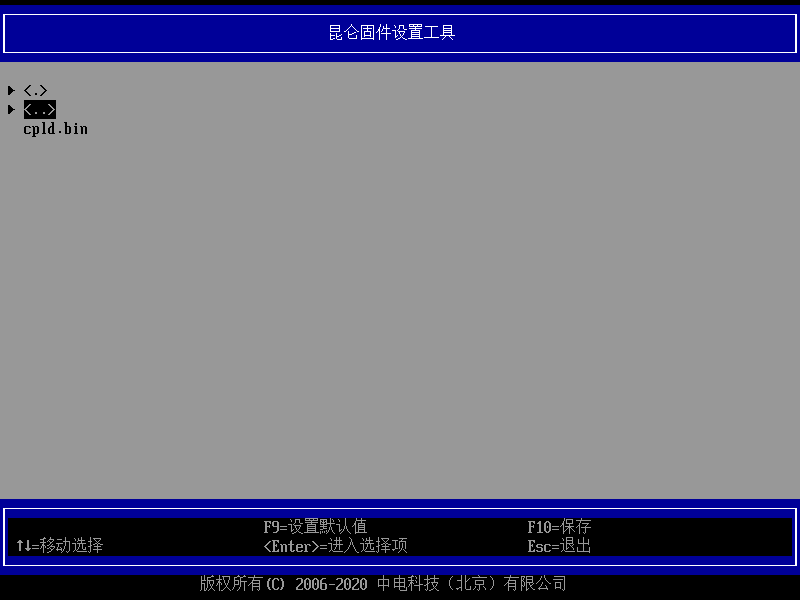 昆仑固件设置工具
<.>
<..>
cpld.bin
F9=设置默认值 F10=保存
↑↓=移动选择 <Enter>=进入选择项 Esc=退出
版权所有(C) 2006-2020 中电科技（北京）有限公司